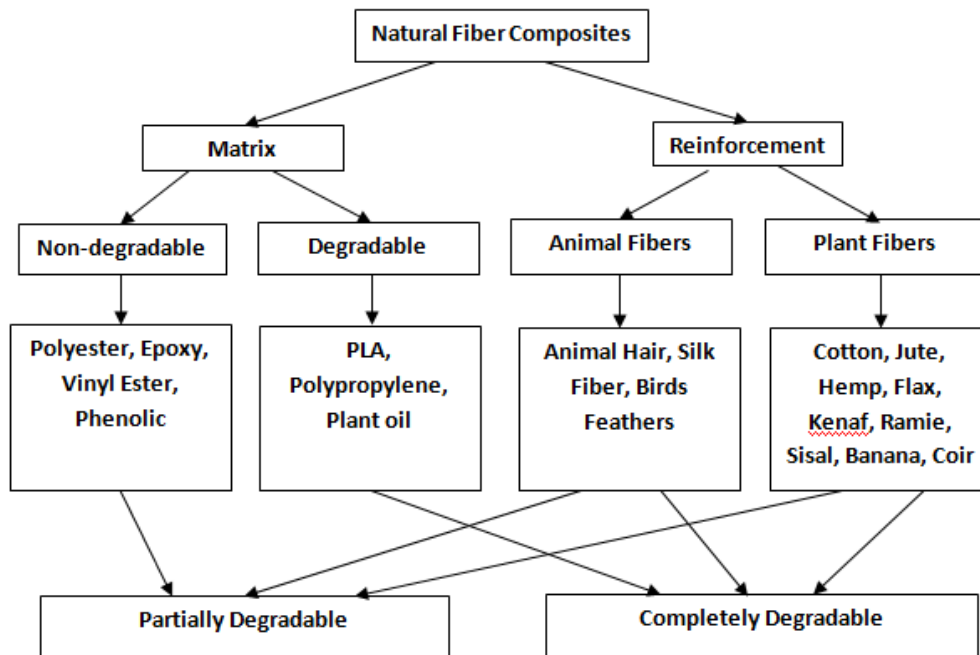 Natural Fiber Composites
Matrix
Reinforcement
Non-degradable
Degradable
Animal Fibers
Plant Fibers
Polyester, Epoxy,
Vinyl Ester,
Phenolic
PLA,
Polypropylene,
Plant oil
Animal Hair, Silk
Fiber, Birds
Feathers
Cotton, Jute,
Hemp, Flax,
Kenaf, Ramie,
Sisal, Banana, Coir
Partially Degradable
Completely Degradable